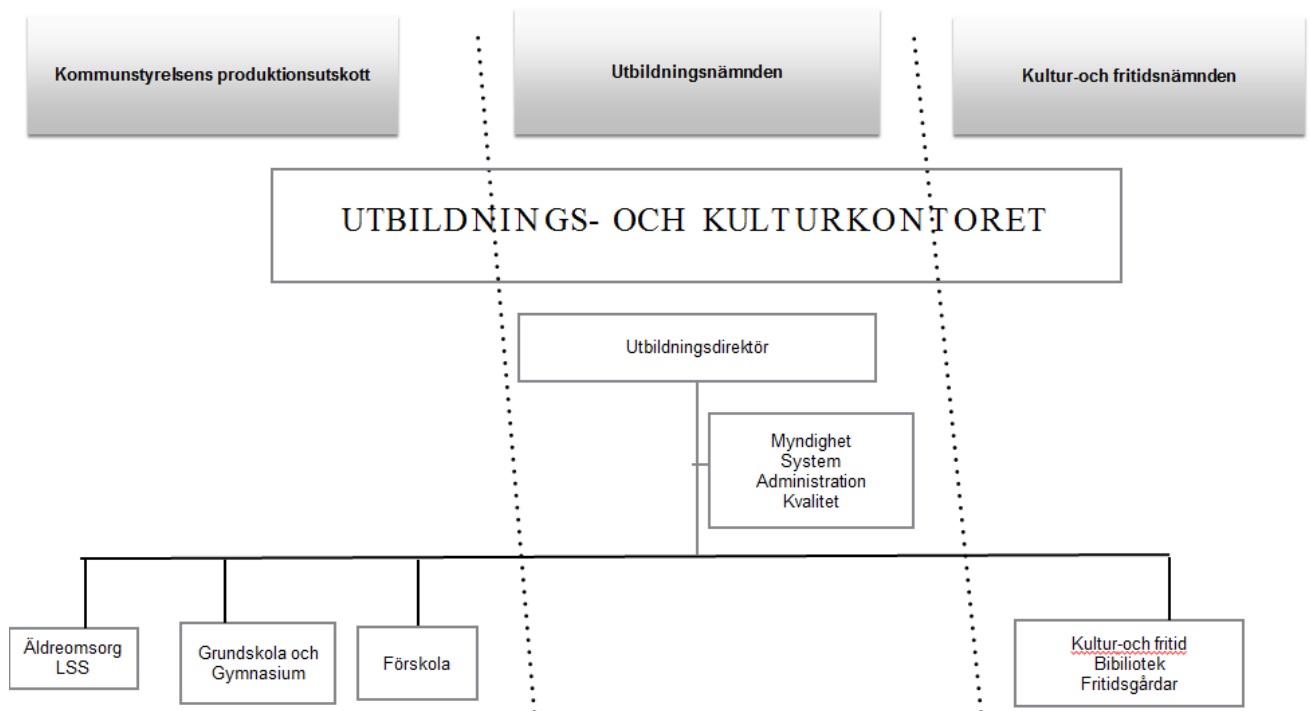 Kommunstyrelsens produktionsutskott
Utbildningsnämnden
Kultur-och fritidsnämnden
UTBILDNINGS- OCH KULTURKONTORET
Utbildningsdirektör
Myndighet
System
Administration
Kvalitet
Äldreomsorg
LSS
Grundskola och
Gymnasium
Förskola
Kultur-och fritid
Bibiliotek
Fritidsgårdar